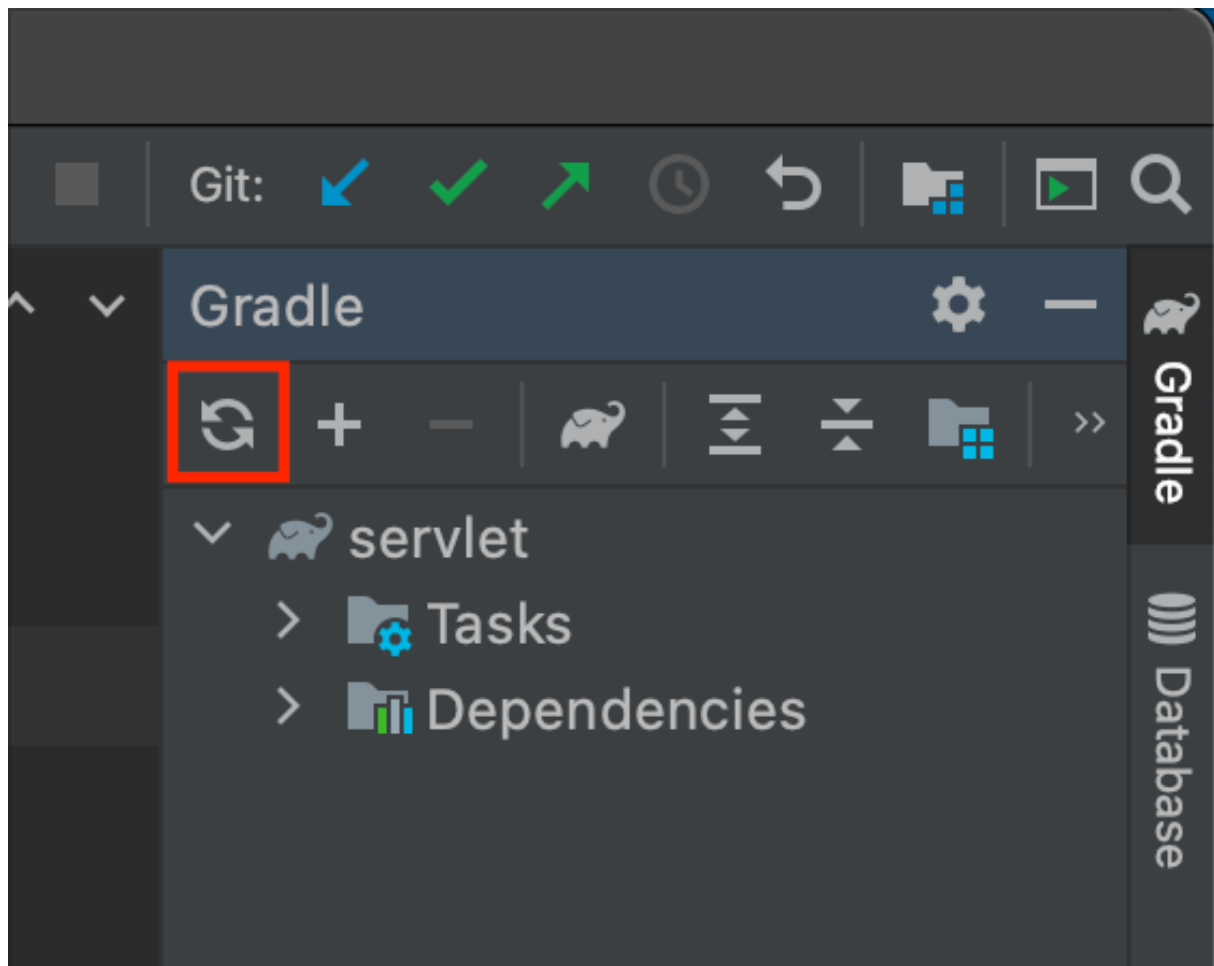 Git:
Gradle
servlet
Tasks
Dependencies
Gradle
Database